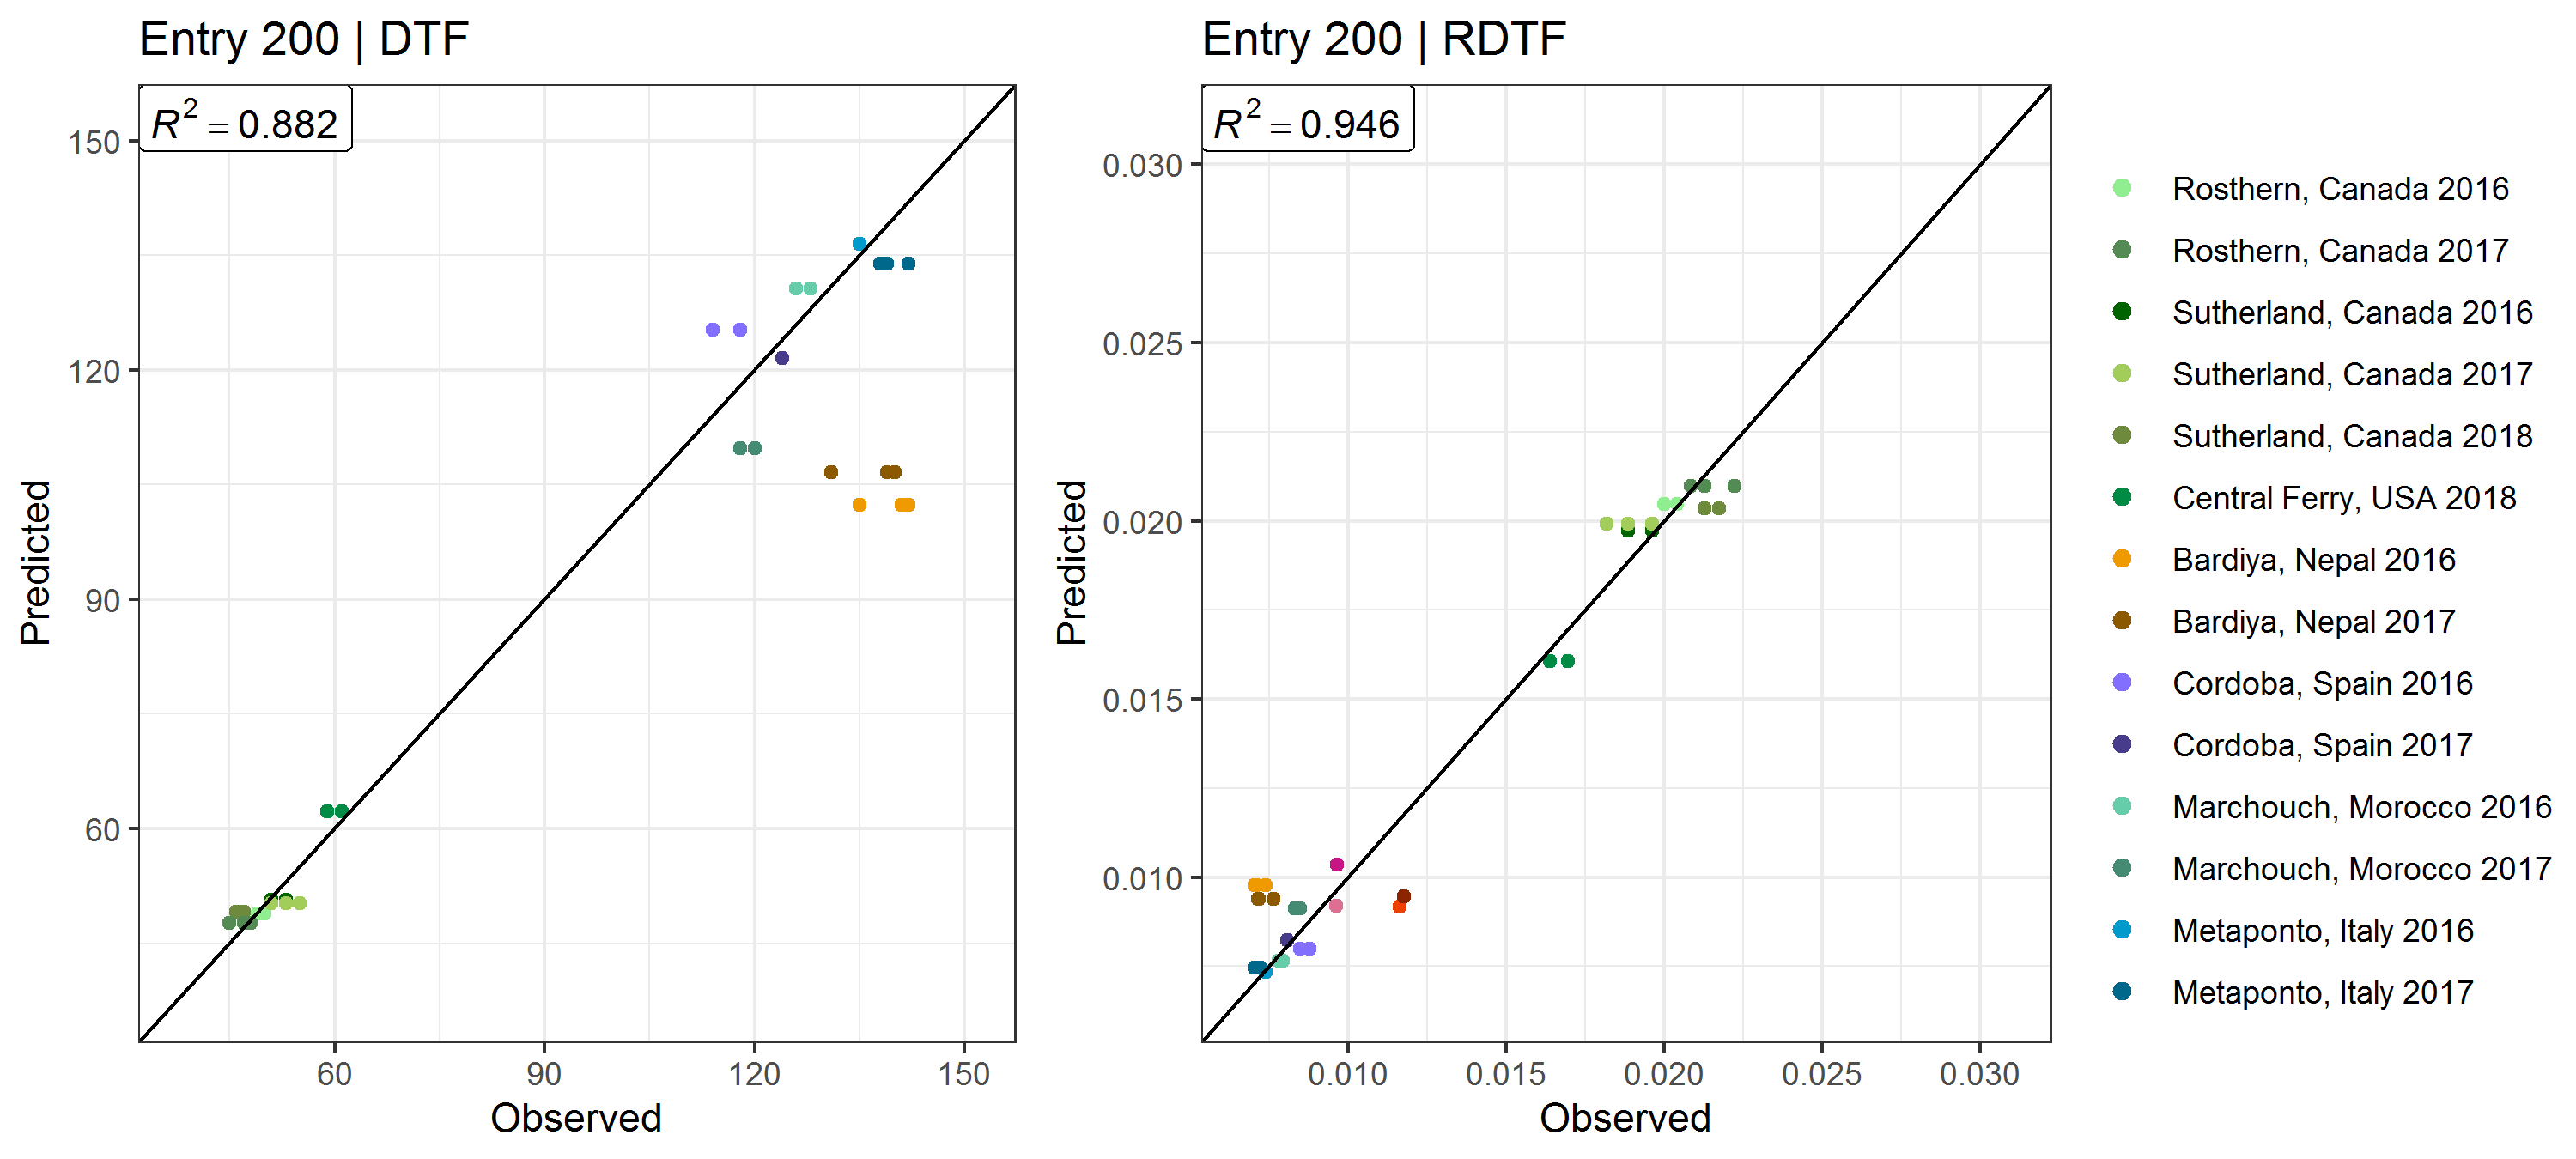 Entry 200 | DTF
R² = 0.882
150
120
90
60
Predicted
60 90 120 150
Observed
Entry 200 | RDTF
R² = 0.946
0.030
0.025
0.020
0.015
0.010
Predicted
0.010 0.015 0.020 0.025 0.030
Observed
Rosthern, Canada 2016
Rosthern, Canada 2017
Sutherland, Canada 2016
Sutherland, Canada 2017
Sutherland, Canada 2018
Central Ferry, USA 2018
Bardiya, Nepal 2016
Bardiya, Nepal 2017
Cordoba, Spain 2016
Cordoba, Spain 2017
Marchouch, Morocco 2016
Marchouch, Morocco 2017
Metaponto, Italy 2016
Metaponto, Italy 2017